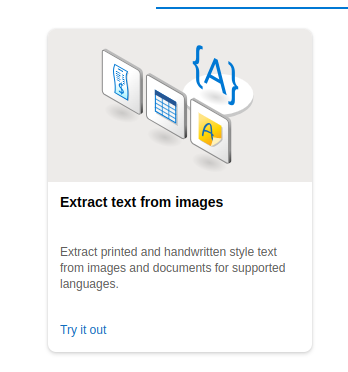 {A}
$
A
Extract text from images
Extract printed and handwritten style text
from images and documents for supported
languages.
Try it out